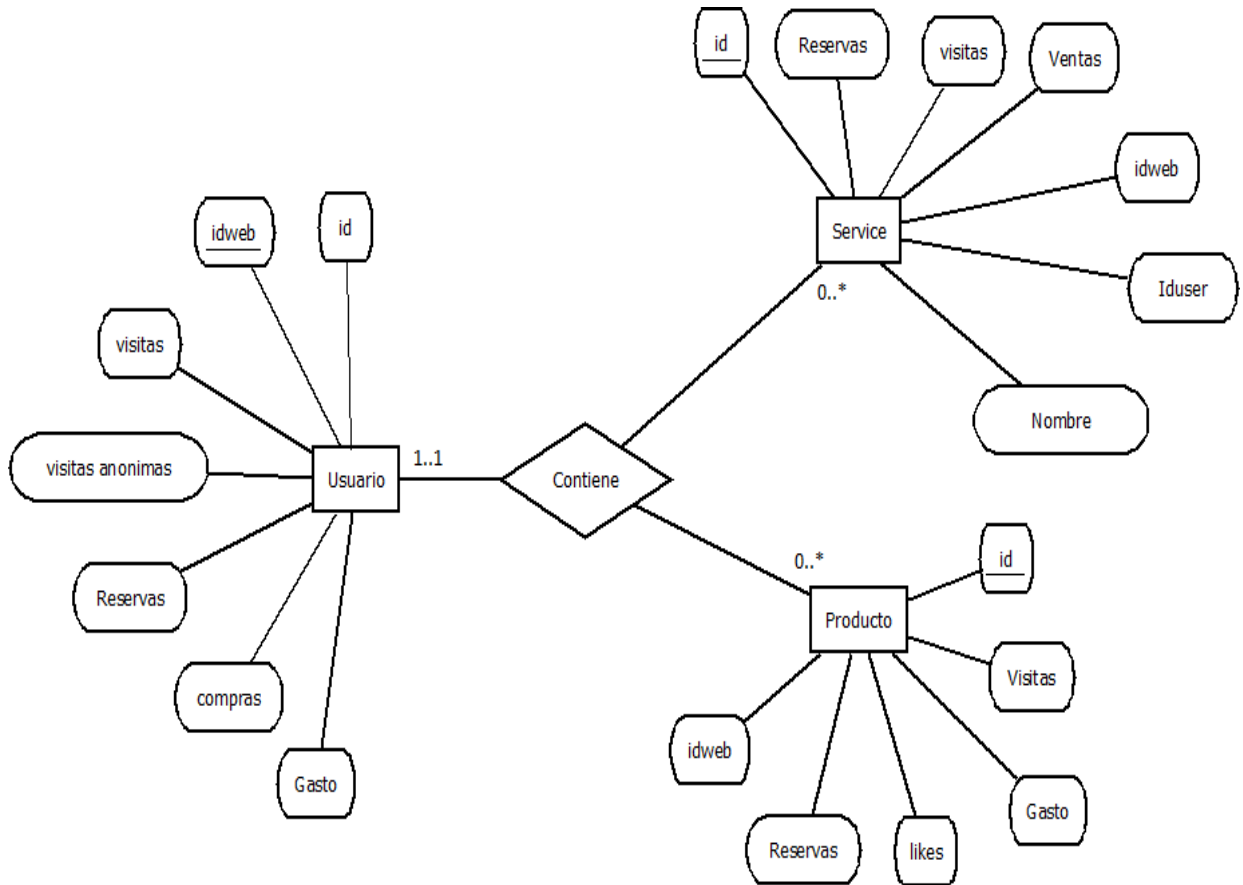 id
Reservas
visitas
Ventas
idweb
Iduser
Nombre
Service
0..*
idweb
id
visitas
visitas anonimas
Usuario
1..1
Contiene
Reservas
compras
Gasto
0..*
Producto
id
Visitas
Gasto
likes
Reservas
idweb